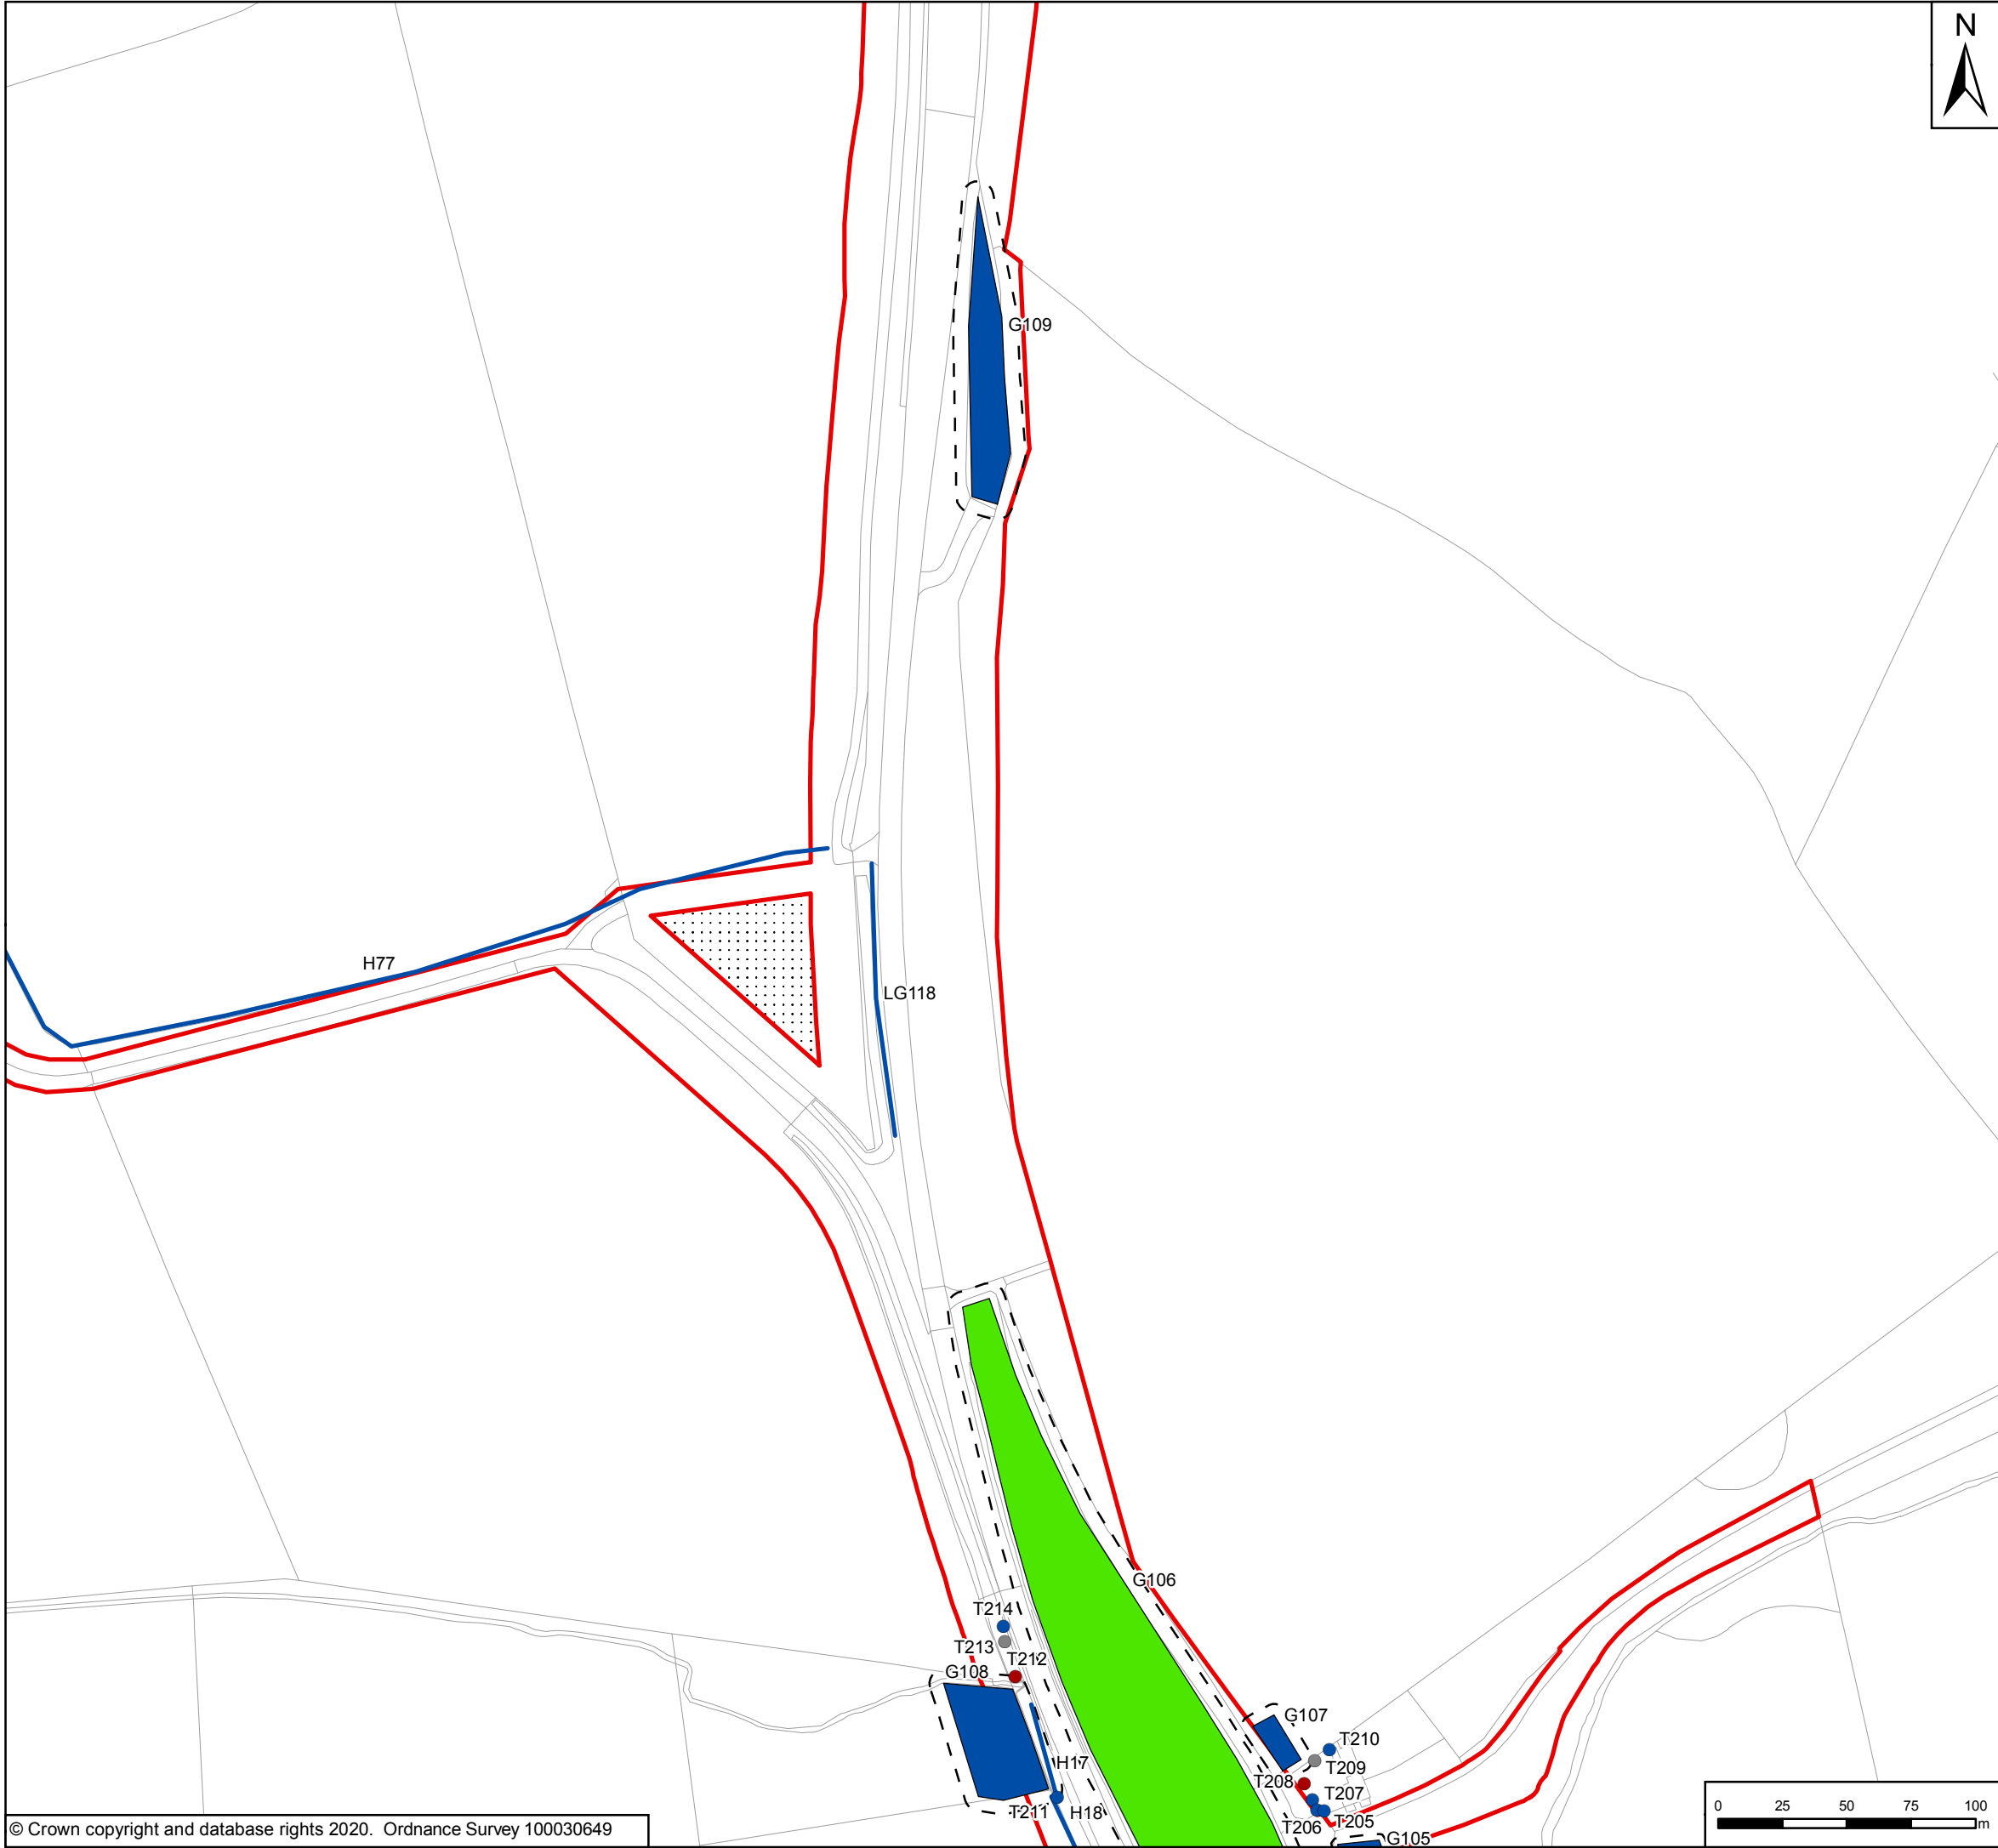 N
G109
H77
LG118
G106
T214
T213
T212
G108
G107
T210
H17
T209
T208
T207
T211
H18
T205
T206
G105
0 25 50 75 100
m
© Crown copyright and database rights 2020. Ordnance Survey 100030649